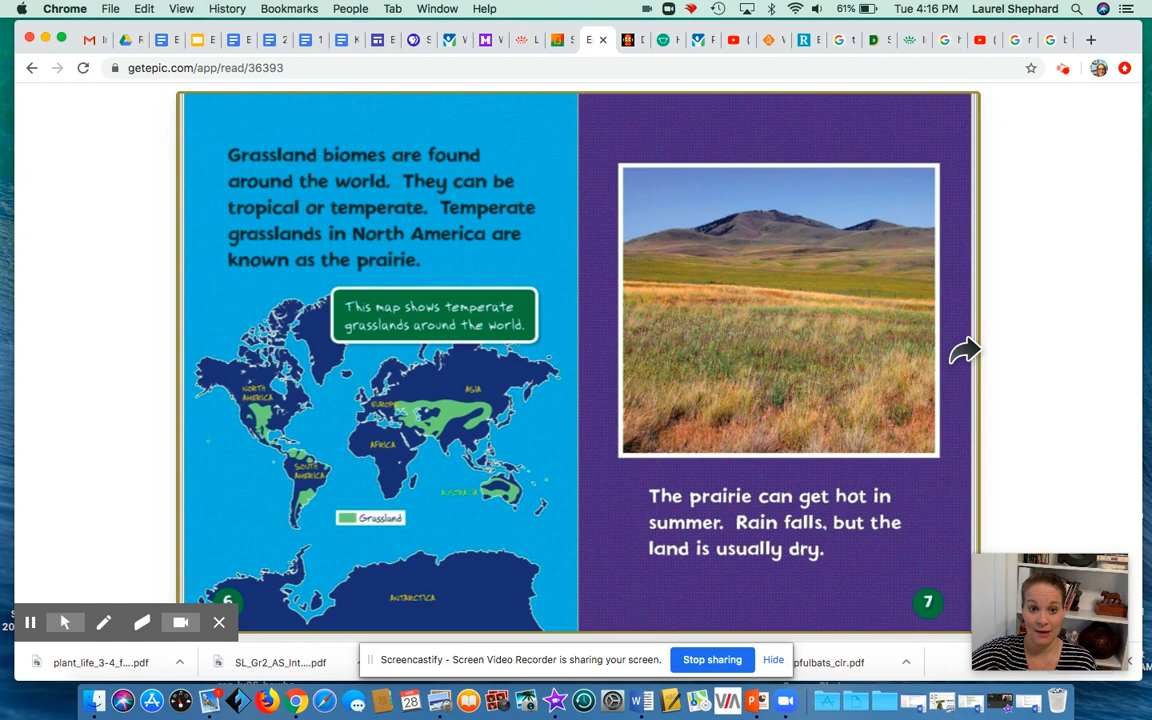 Chrome File Edit View History Bookmarks People Tab Window Help 61% Tue 4:16 PM Laurel Shephard
getepic.com/app/read/36393
Grassland biomes are found
around the world. They can be
tropical or temperate. Temperate
grasslands in North America are
known as the prairie.
This map shows temperate
grasslands around the world.
NORTH
AMERICA
EUROPE
ASIA
AFRICA
SOUTH
AMERICA
AUSTRALIA
Grassland
ANTARCTICA
6
The prairie can get hot in
summer. Rain falls, but the
land is usually dry.
7
plant_life_3-4_f....pdf
SL_Gr2_AS_Int....pdf
Screencastify - Screen Video Recorder is sharing your screen. Stop sharing Hide
pfulbats_clr.pdf